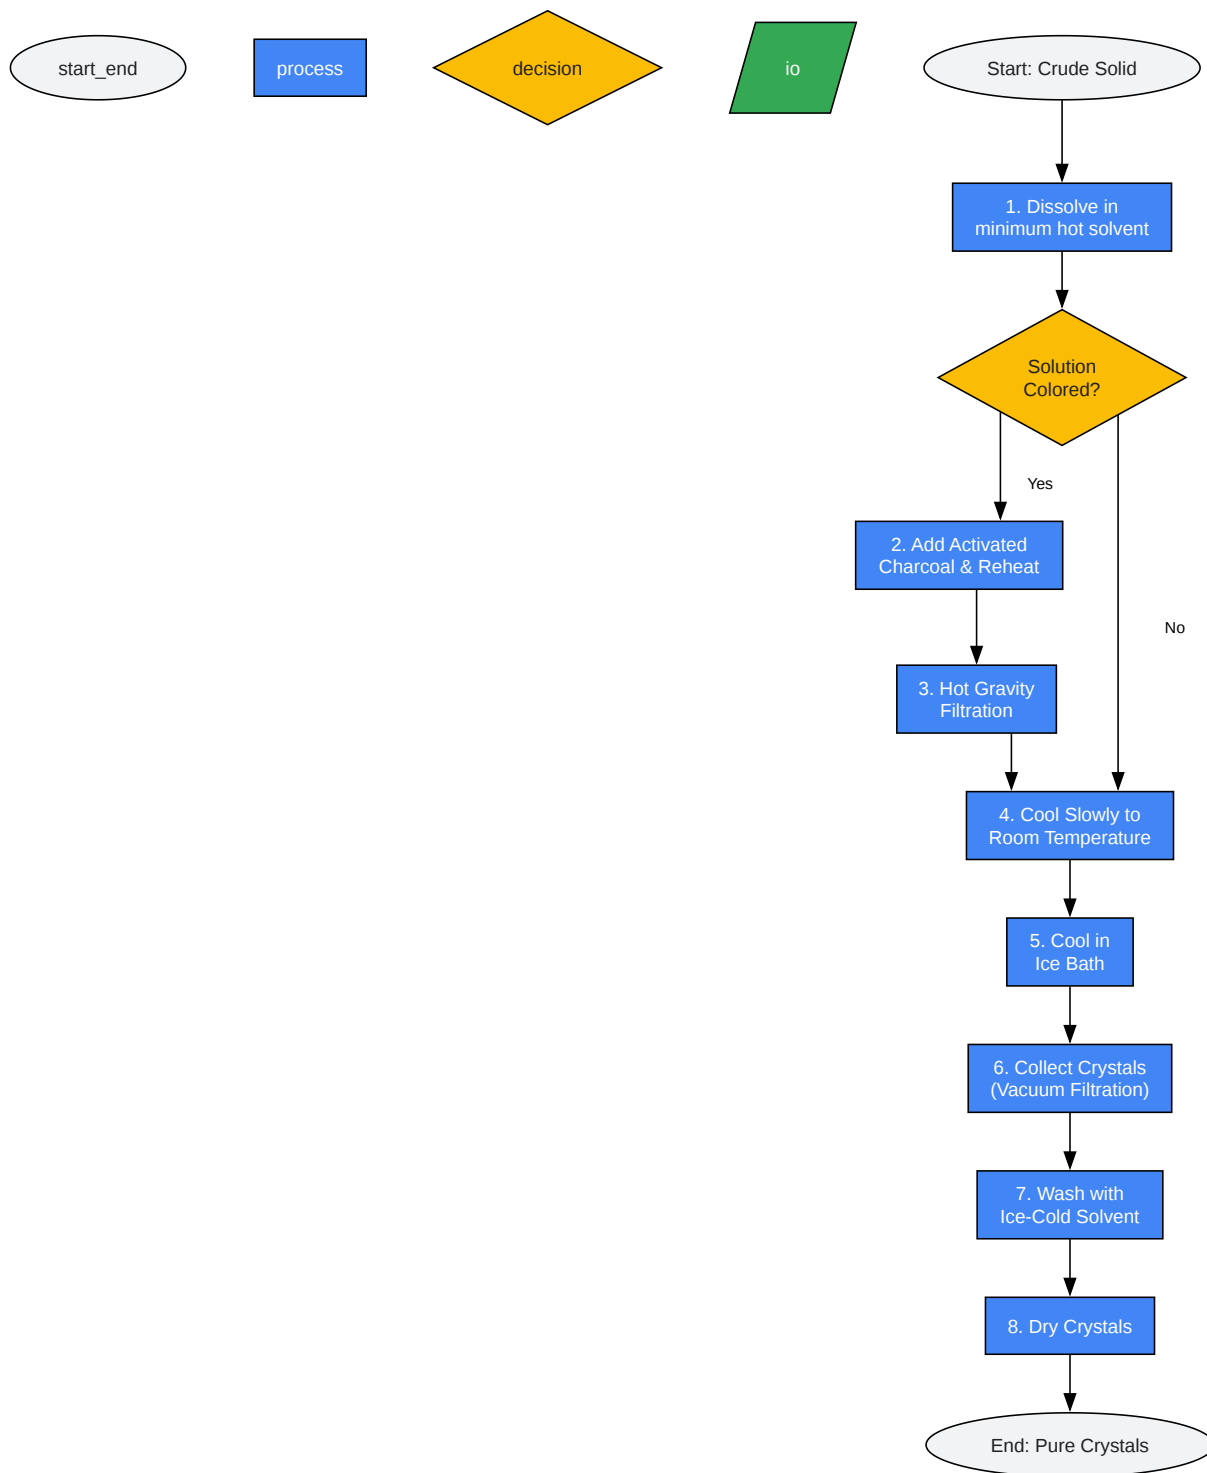 start_end
process
decision
io
Start: Crude Solid
1. Dissolve in
minimum hot solvent
Solution
Colored?
Yes
2. Add Activated
Charcoal & Reheat
No
3. Hot Gravity
Filtration
4. Cool Slowly to
Room Temperature
5. Cool in
Ice Bath
6. Collect Crystals
(Vacuum Filtration)
7. Wash with
Ice-Cold Solvent
8. Dry Crystals
End: Pure Crystals